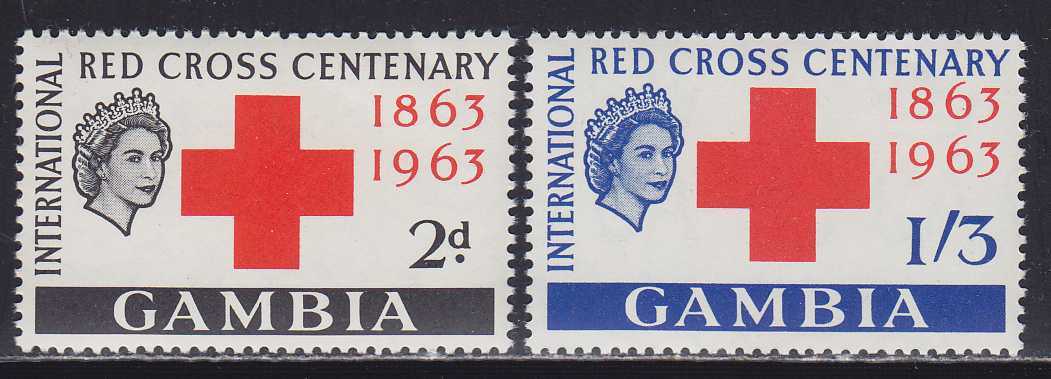 INTERNATIONAL
RED CROSS CENTENARY
1863
1963
2d.
GAMBIA
INTERNATIONAL
RED CROSS CENTENARY
1863
1963
1/3
GAMBIA